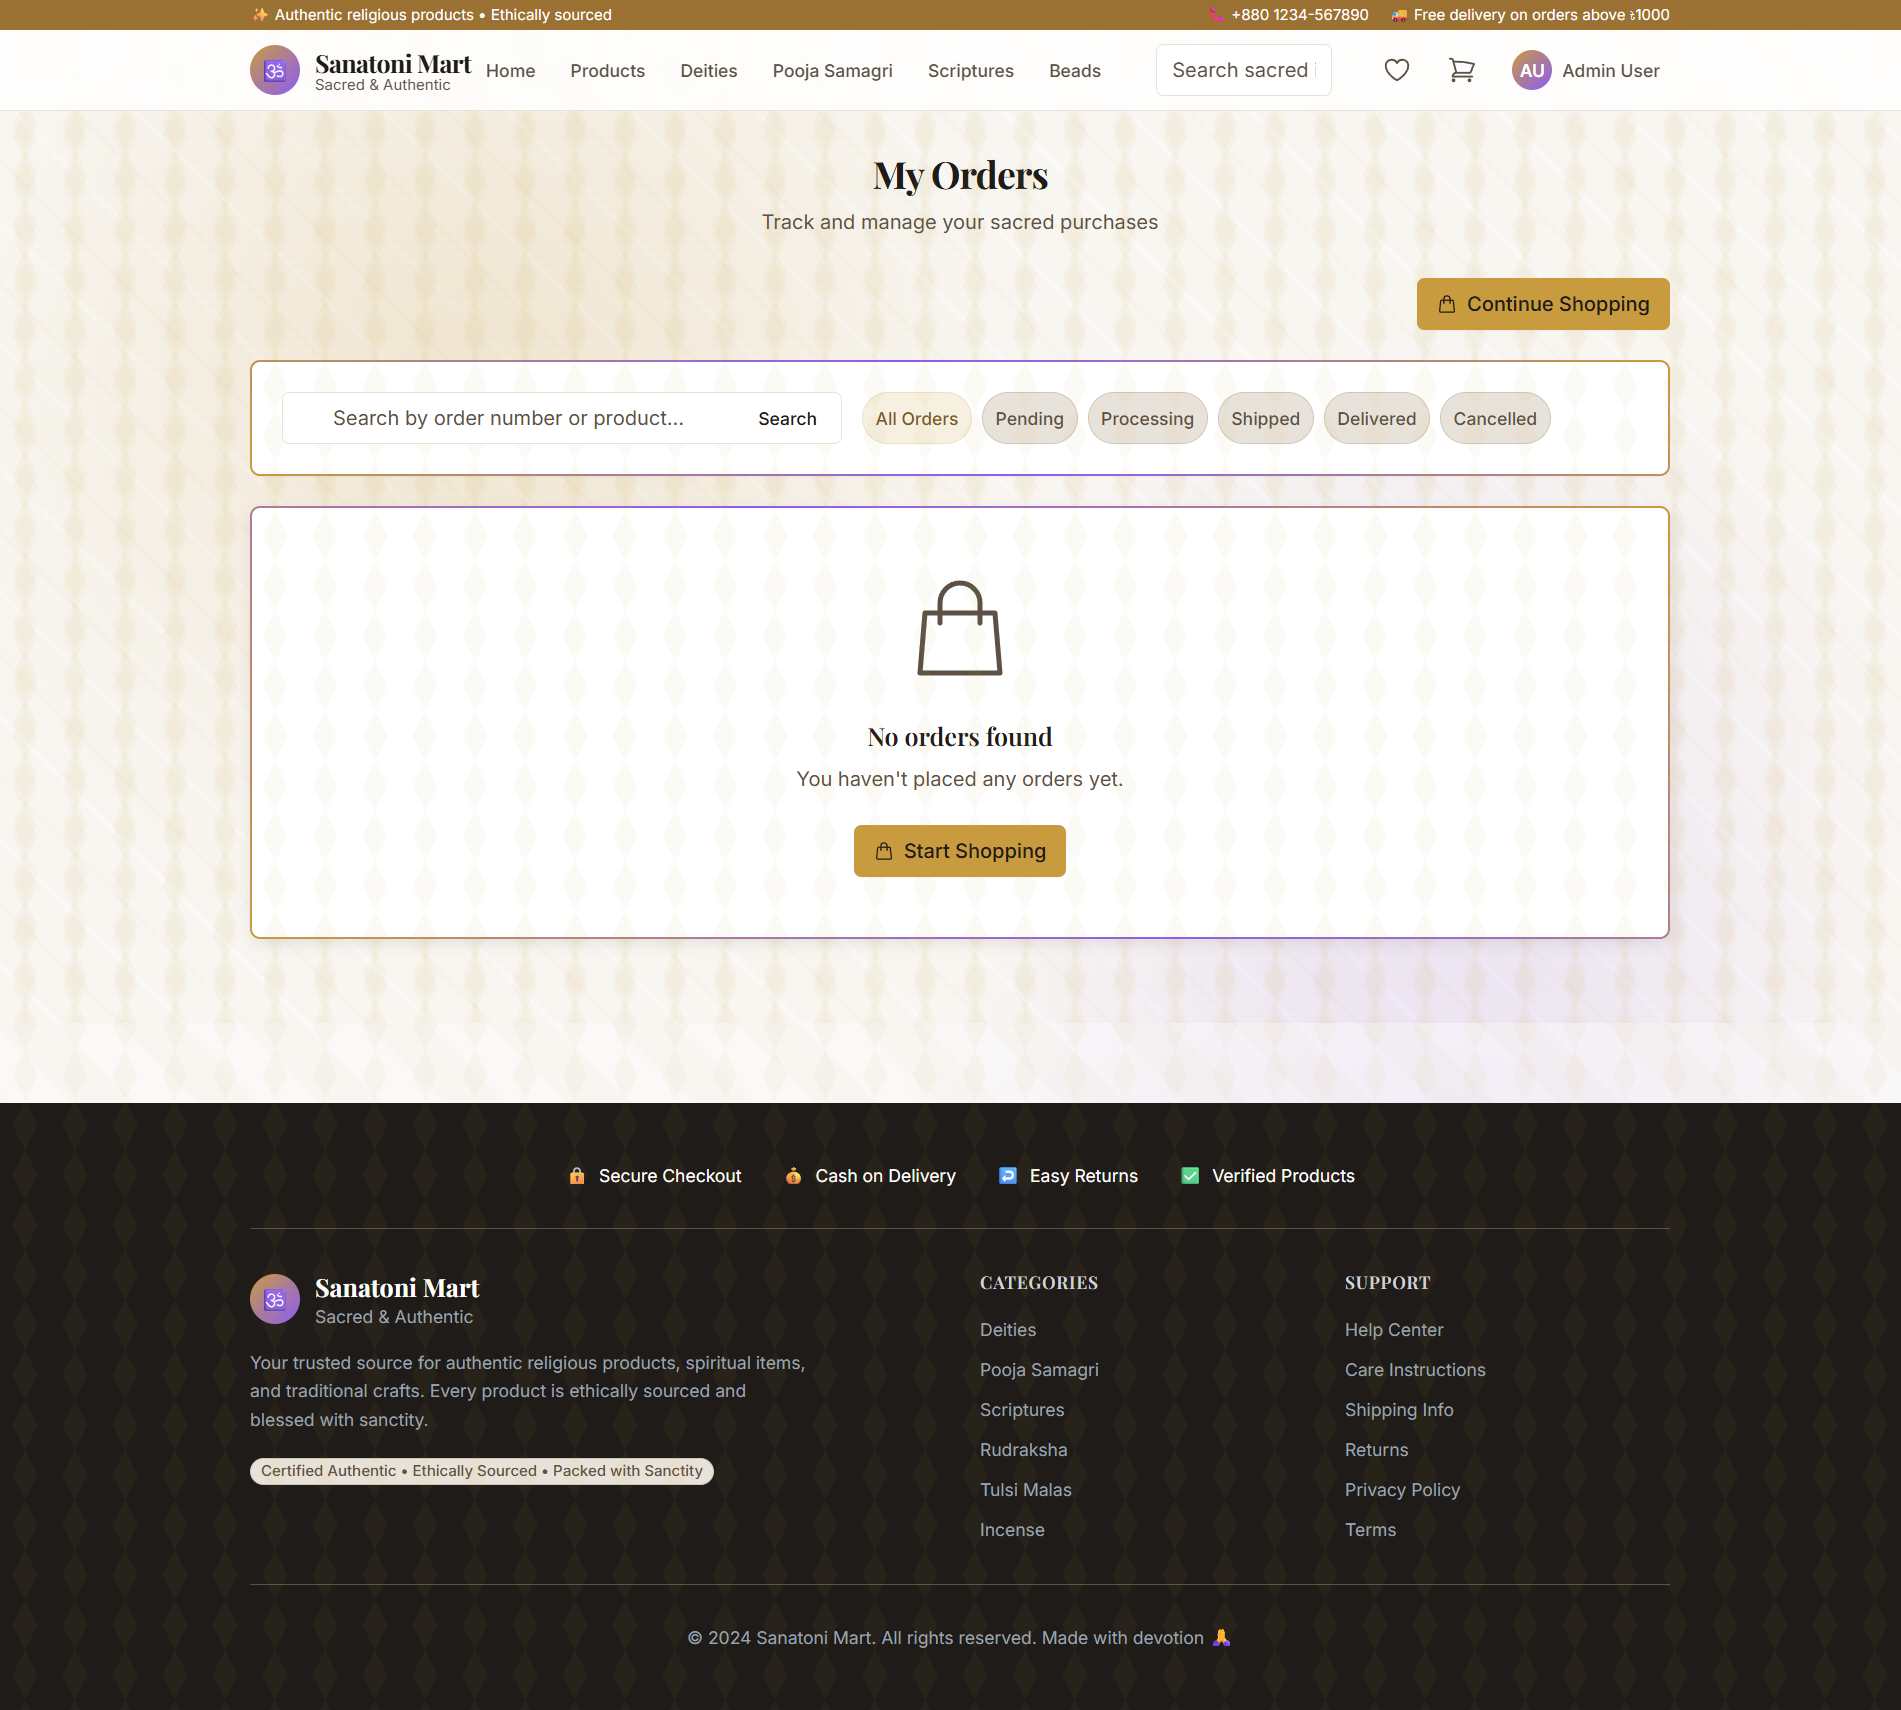 ✨ Authentic religious products • Ethically sourced
📞 +880 1234-567890
🚚 Free delivery on orders above ৳1000
🕉
Sanatoni Mart
Sacred & Authentic
Home
Products
Deities
Pooja Samagri
Scriptures
Beads
Search sacred
AU
Admin User
My Orders
Track and manage your sacred purchases
Continue Shopping
Search by order number or product...
Search
All Orders
Pending
Processing
Shipped
Delivered
Cancelled
No orders found
You haven't placed any orders yet.
Start Shopping
🔒 Secure Checkout
💰 Cash on Delivery
↩️ Easy Returns
✅ Verified Products
🕉
Sanatoni Mart
Sacred & Authentic
Your trusted source for authentic religious products, spiritual items,
and traditional crafts. Every product is ethically sourced and
blessed with sanctity.
Certified Authentic • Ethically Sourced • Packed with Sanctity
CATEGORIES
Deities
Pooja Samagri
Scriptures
Rudraksha
Tulsi Malas
Incense
SUPPORT
Help Center
Care Instructions
Shipping Info
Returns
Privacy Policy
Terms
© 2024 Sanatoni Mart. All rights reserved. Made with devotion 🙏